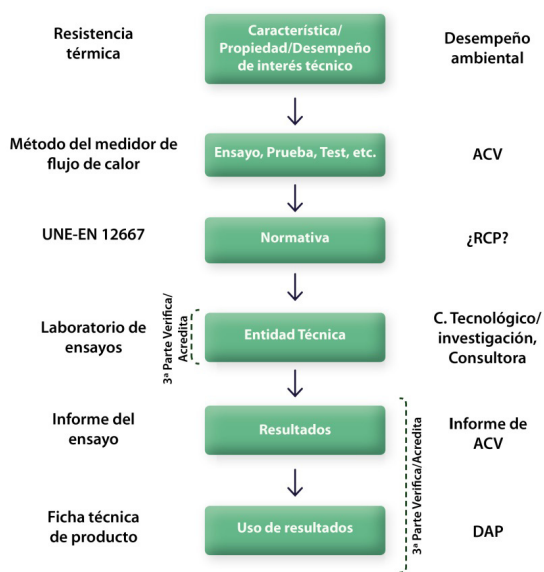 Resistencia
térmica
Característica/
Propiedad/Desempeño
de interés técnico
Desempeño
ambiental
Método del medidor de
flujo de calor
Ensayo, Prueba, Test, etc.
ACV
UNE-EN 12667
Normativa
¿RCP?
Laboratorio de
ensayos
3ª Parte Verifica/
Acredita
Entidad Técnica
C. Tecnológico/
investigación,
Consultora
Informe del
ensayo
Resultados
3ª Parte Verifica/Acredita
Informe de
ACV
Ficha técnica
de producto
Uso de resultados
DAP